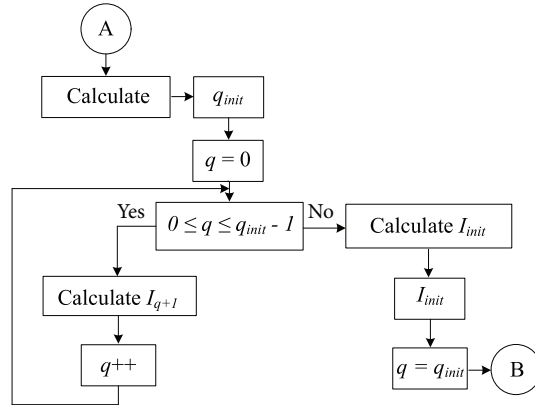 A
Calculate
q_init
q = 0
Yes
0 ≤ q ≤ q_init - 1
No
Calculate I_init
Calculate I_q+1
I_init
q++
q = q_init
B